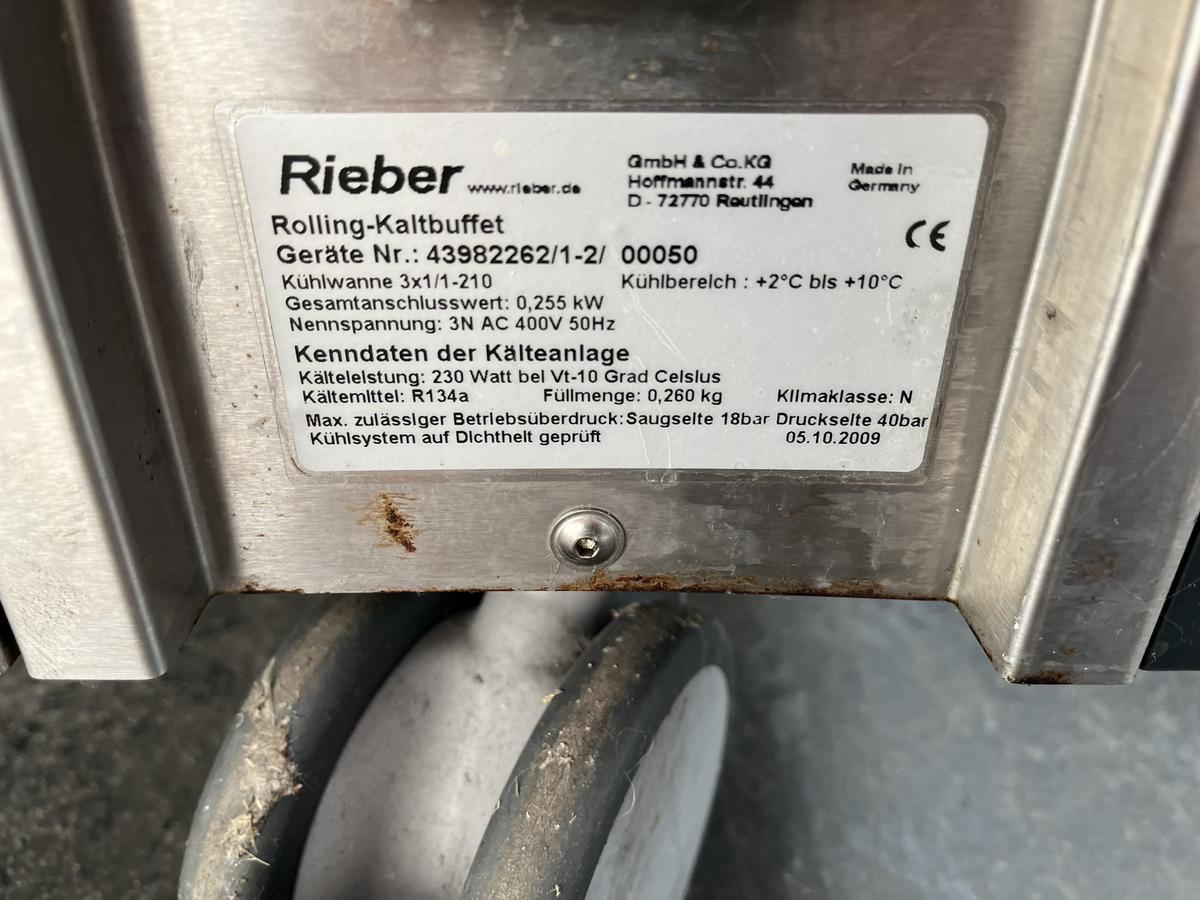 Rieber www.rieber.de
GmbH & Co.KG
Hoffmannstr. 44
D - 72770 Reutlingen
Made in
Germany
CE
Rolling-Kaltbuffet
Geräte Nr.: 43982262/1-2/ 00050
Kühlwanne 3x1/1-210 Kühlbereich : +2°C bis +10°C
Gesamtanschlusswert: 0,255 kW
Nennspannung: 3N AC 400V 50Hz
Kenndaten der Kälteanlage
Kälteleistung: 230 Watt bei Vt-10 Grad Celsius
Kältemittel: R134a Füllmenge: 0,260 kg Klimaklasse: N
Max. zulässiger Betriebsüberdruck: Saugseite 18bar Druckseite 40bar
Kühlsystem auf Dichtheit geprüft 05.10.2009